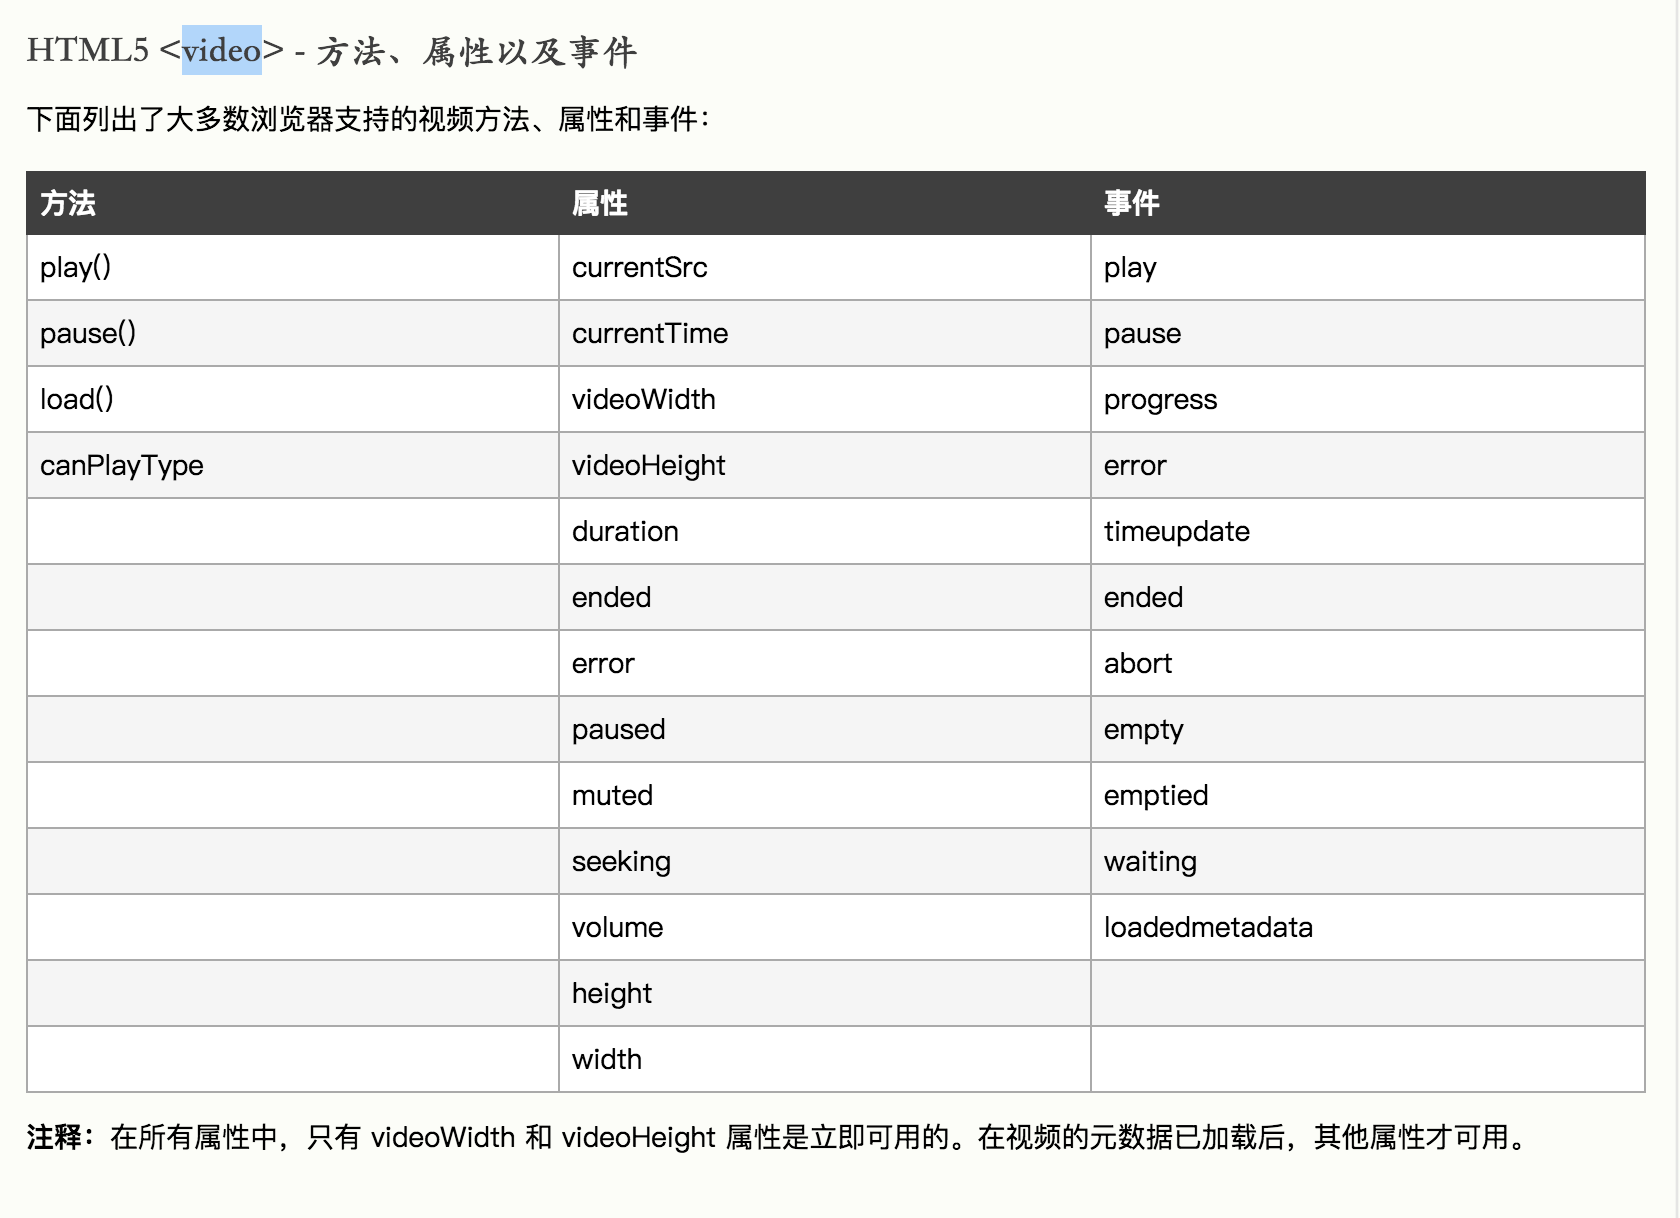 HTML5 <video> - 方法、属性以及事件
下面列出了大多数浏览器支持的视频方法、属性和事件：
方法 属性 事件
play() currentSrc play
pause() currentTime pause
load() videoWidth progress
canPlayType videoHeight error
duration timeupdate
ended ended
error abort
paused empty
muted emptied
seeking waiting
volume loadedmetadata
height
width
注释：在所有属性中，只有 videoWidth 和 videoHeight 属性是立即可用的。在视频的元数据已加载后，其他属性才可用。